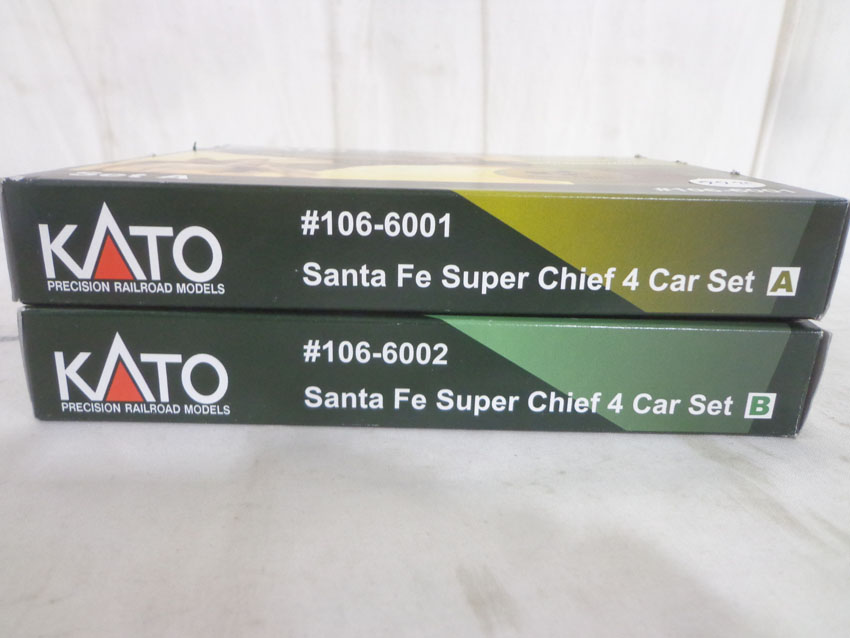 Set A
KATO
PRECISION RAILROAD MODELS
#106-6001
Santa Fe Super Chief 4 Car Set A
KATO
PRECISION RAILROAD MODELS
#106-6002
Santa Fe Super Chief 4 Car Set B